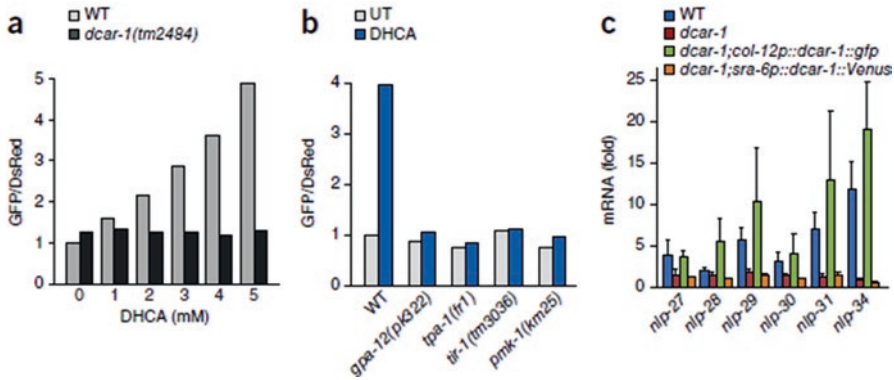 a
WT
dcar-1(tm2484)
GFP/DsRed
5
4
3
2
1
0
0 1 2 3 4 5
DHCA (mM)
b
UT
DHCA
GFP/DsRed
4
3
2
1
0
WT
gpa-12(pk322)
tpa-1(fr1)
tir-1(tm3036)
pmk-1(km25)
c
WT
dcar-1
dcar-1;col-12p::dcar-1::gfp
dcar-1;sra-6p::dcar-1::Venus
mRNA (fold)
25
20
15
10
5
0
nlp-27
nlp-28
nlp-29
nlp-30
nlp-31
nlp-34